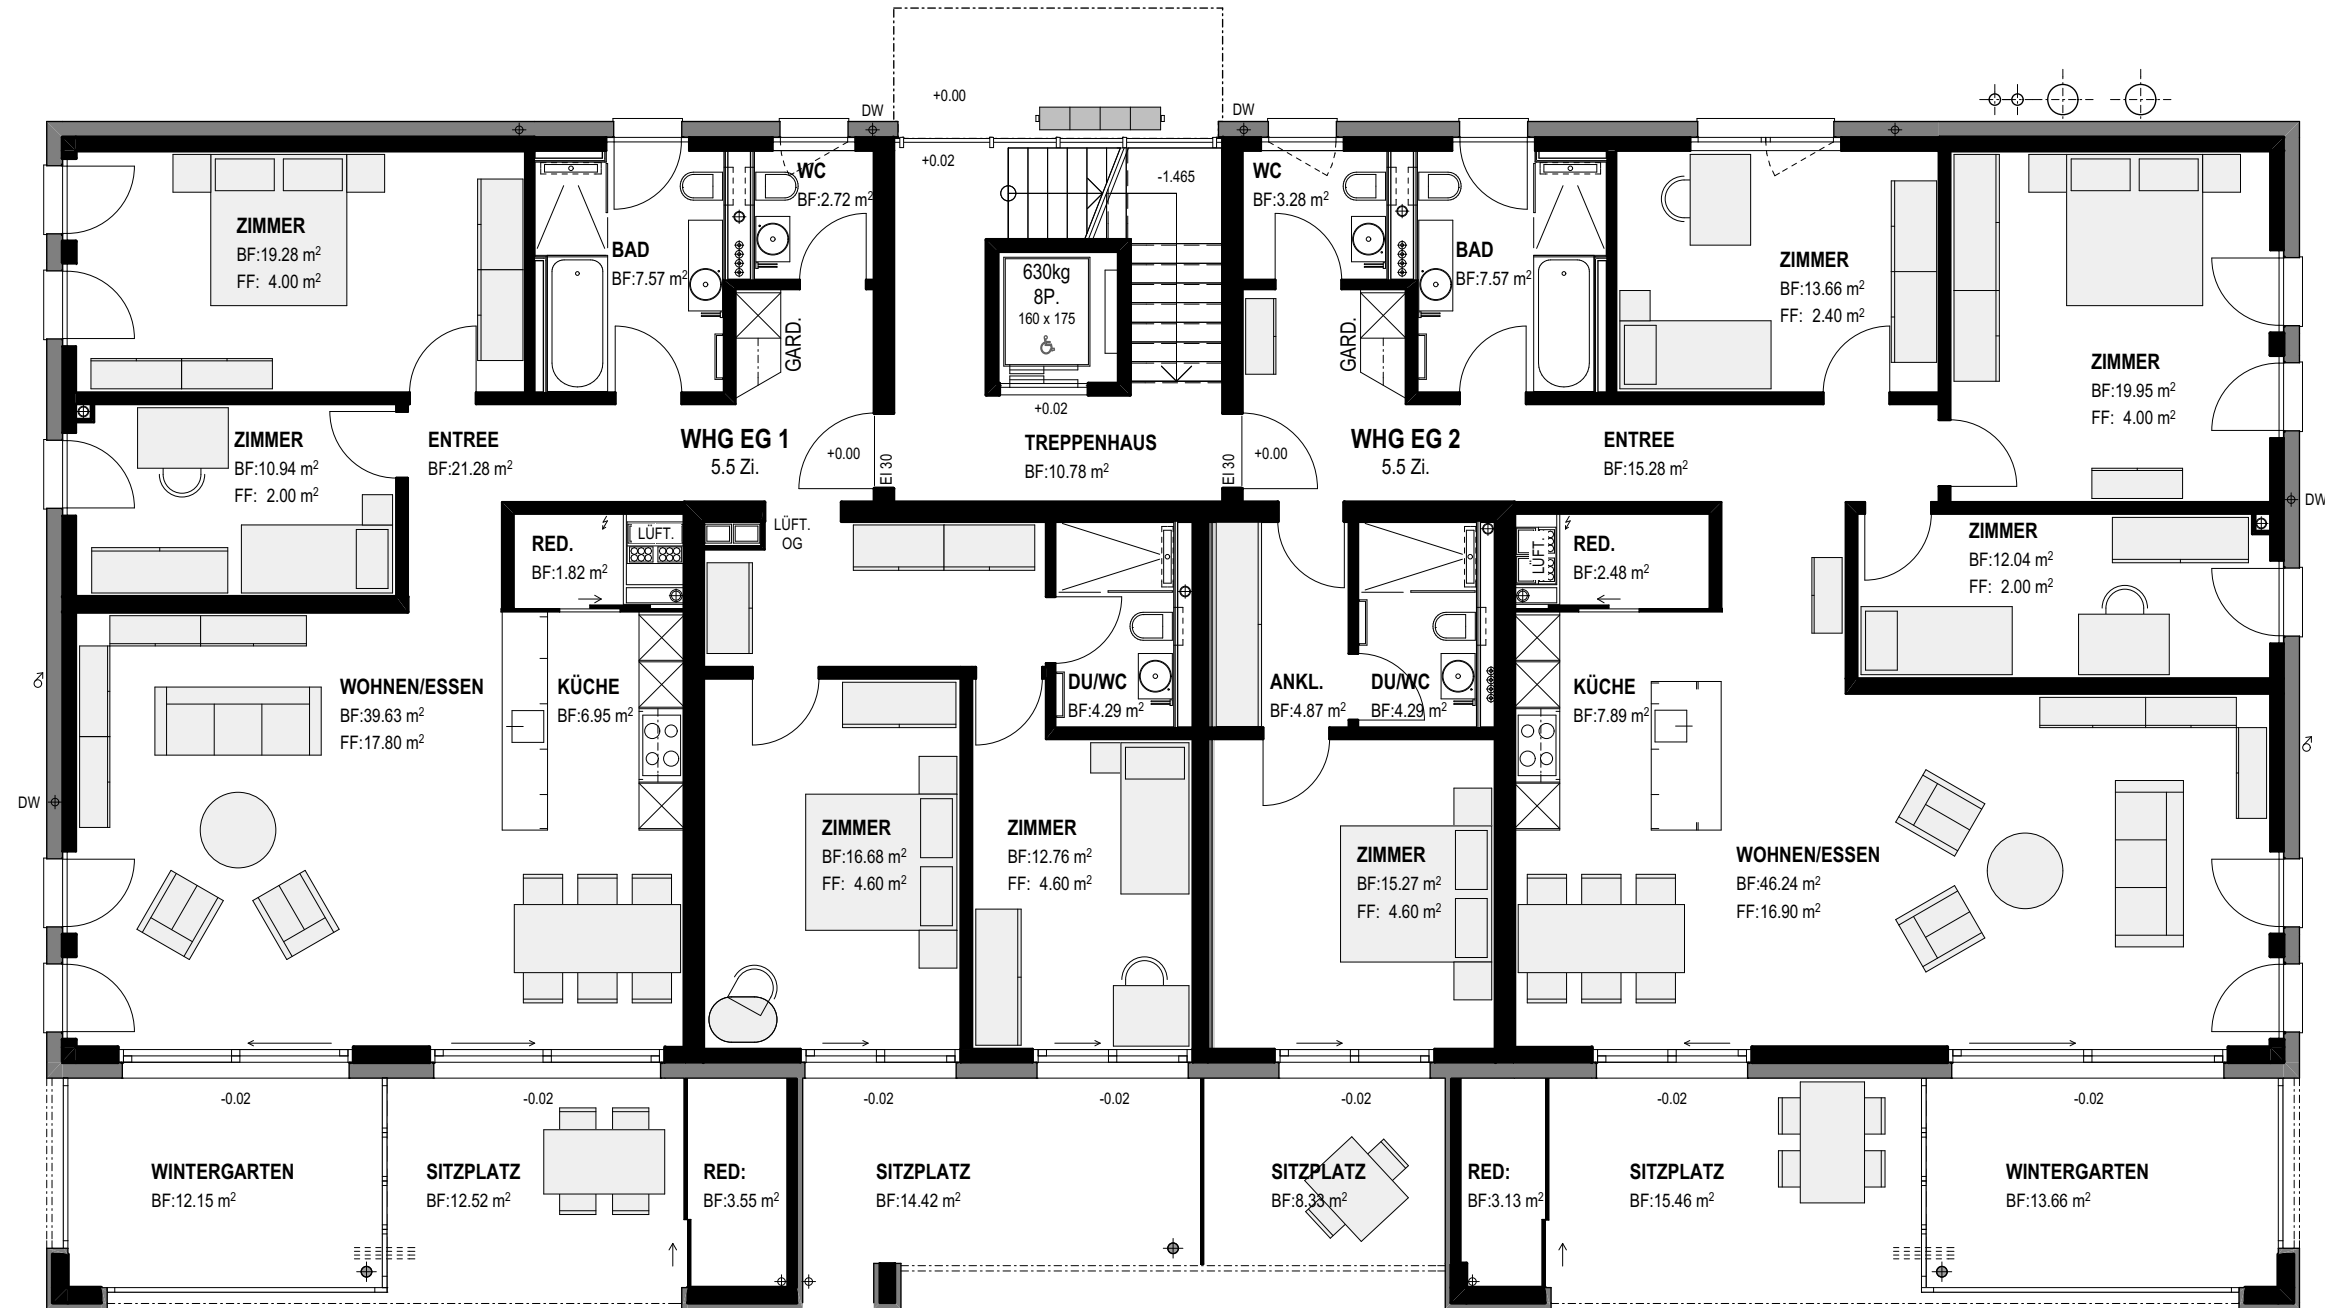 DW
+0.00
DW
+0.02
-1.465
WC
BF:2.72 m²
WC
BF:3.28 m²
ZIMMER
BF:19.28 m²
FF: 4.00 m²
BAD
BF:7.57 m²
BAD
BF:7.57 m²
ZIMMER
BF:13.66 m²
FF: 2.40 m²
630kg
8P.
160 x 175
GARD.
GARD.
ZIMMER
BF:19.95 m²
FF: 4.00 m²
+0.02
ZIMMER
BF:10.94 m²
FF: 2.00 m²
ENTREE
BF:21.28 m²
WHG EG 1
5.5 Zi.
+0.00
EI 30
TREPPENHAUS
BF:10.78 m²
EI 30
+0.00
WHG EG 2
5.5 Zi.
ENTREE
BF:15.28 m²
DW
RED.
BF:1.82 m²
LÜFT.
LÜFT.
OG
LÜFT.
RED.
BF:2.48 m²
ZIMMER
BF:12.04 m²
FF: 2.00 m²
WOHNEN/ESSEN
BF:39.63 m²
FF:17.80 m²
KÜCHE
BF:6.95 m²
DU/WC
BF:4.29 m²
ANKL.
BF:4.87 m²
DU/WC
BF:4.29 m²
KÜCHE
BF:7.89 m²
DW
ZIMMER
BF:16.68 m²
FF: 4.60 m²
ZIMMER
BF:12.76 m²
FF: 4.60 m²
ZIMMER
BF:15.27 m²
FF: 4.60 m²
WOHNEN/ESSEN
BF:46.24 m²
FF:16.90 m²
-0.02
-0.02
-0.02
-0.02
-0.02
-0.02
-0.02
WINTERGARTEN
BF:12.15 m²
SITZPLATZ
BF:12.52 m²
RED:
BF:3.55 m²
SITZPLATZ
BF:14.42 m²
SITZPLATZ
BF:8.33 m²
RED:
BF:3.13 m²
SITZPLATZ
BF:15.46 m²
WINTERGARTEN
BF:13.66 m²